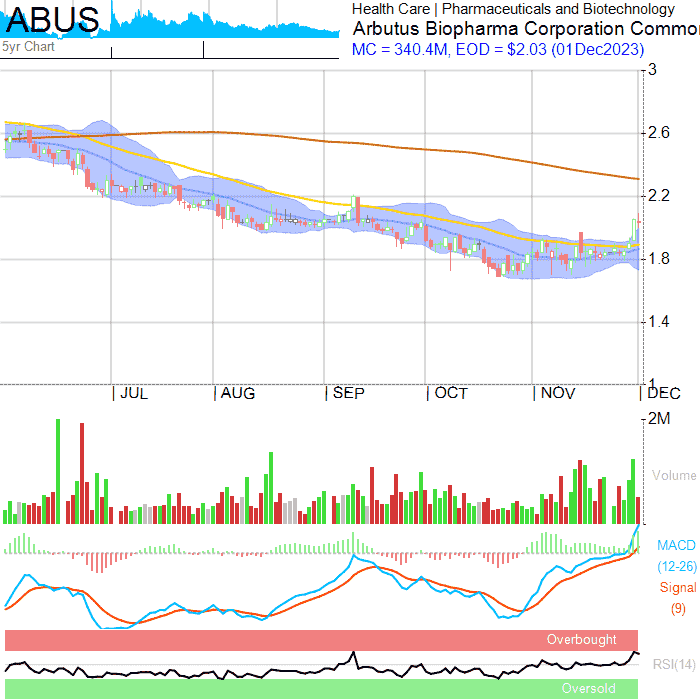 ABUS
5yr Chart
Health Care | Pharmaceuticals and Biotechnology
Arbutus Biopharma Corporation Common
MC = 340.4M, EOD = $2.03 (01Dec2023)
3
2.6
2.2
1.8
1.4
1
JUL AUG SEP OCT NOV DEC
2M
Volume
MACD
(12-26)
Signal
(9)
Overbought
RSI(14)
Oversold